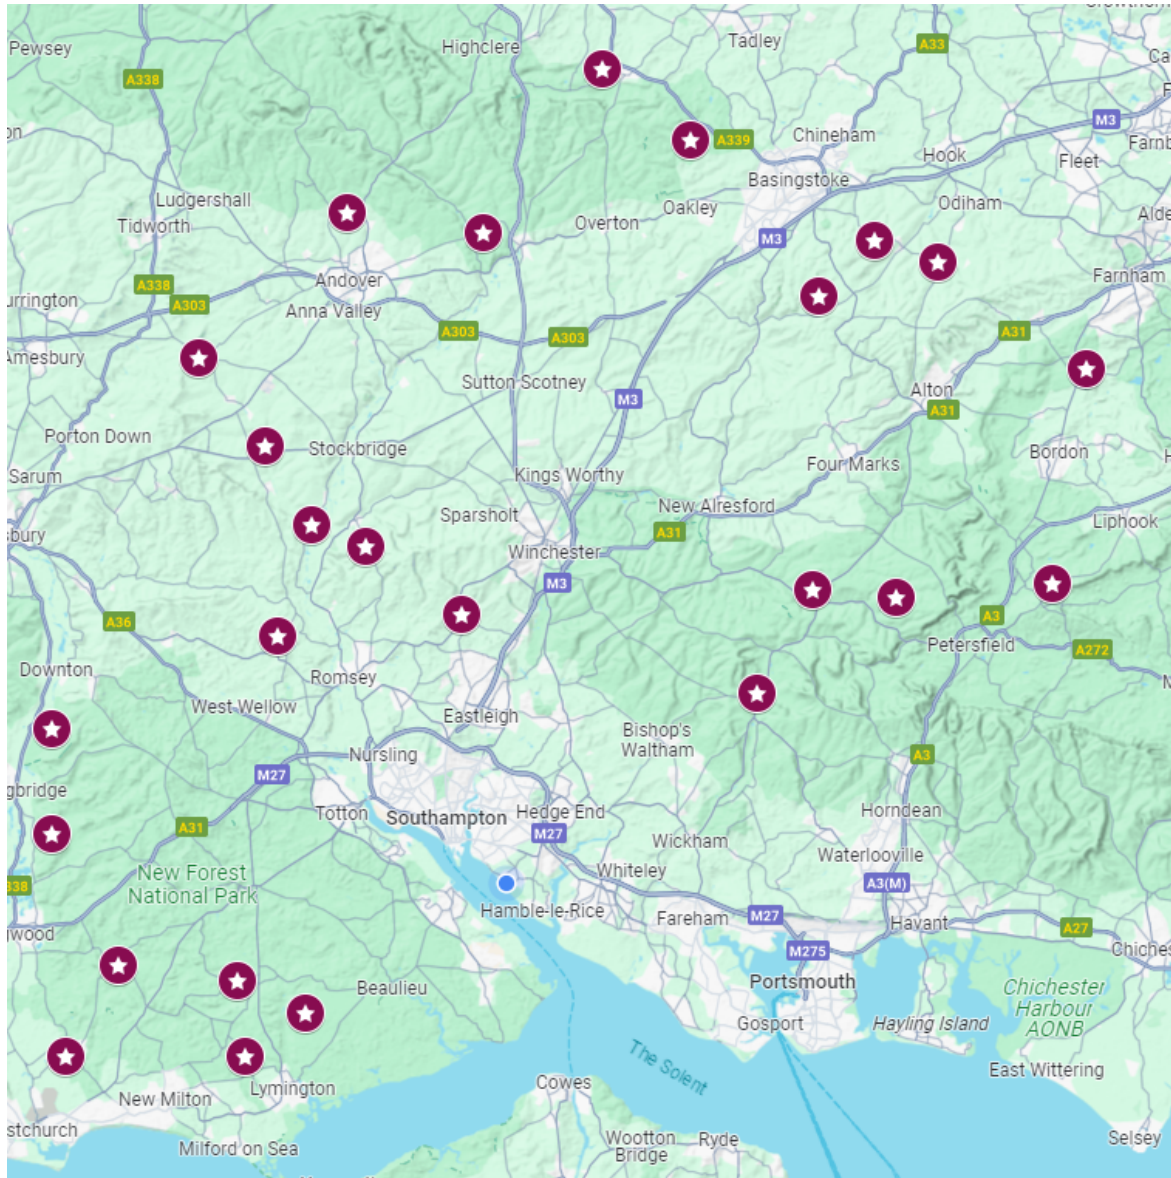 Pewsey
Highclere
Tadley
A33
A338
M3
A339
Chineham
Hook
Fleet
Basingstoke
Ludgershall
Tidworth
Overton
Oakley
Odiham
M3
A338
A303
Andover
Anna Valley
Farnham
A303
A303
A31
Sutton Scotney
M3
Alton
A31
Porton Down
Stockbridge
Four Marks
Bordon
Sarum
Kings Worthy
Sparsholt
New Alresford
A31
Liphook
Winchester
M3
A36
A3
Petersfield
A272
Downton
Romsey
West Wellow
Eastleigh
Bishop's
Waltham
Nursling
A3
M27
Totton
Southampton
Hedge End
M27
Horndean
A31
Wickham
Waterlooville
New Forest
National Park
Whiteley
A3(M)
Hamble-le-Rice
Fareham
M27
Havant
A27
M275
Beaulieu
Portsmouth
Chichester
Harbour
AONB
Gosport
Hayling Island
The Solent
East Wittering
Cowes
New Milton
Lymington
Milford on Sea
Wootton
Bridge
Ryde
Selsey